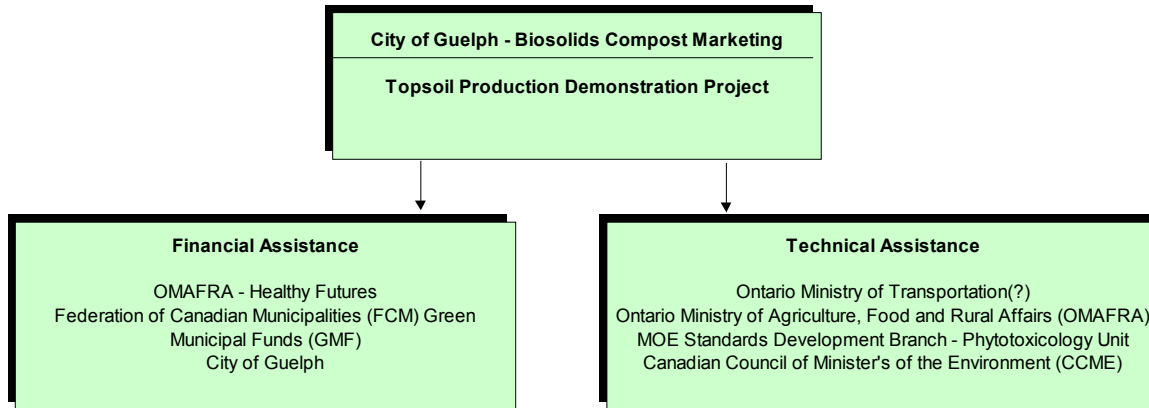 City of Guelph - Biosolids Compost Marketing
Topsoil Production Demonstration Project
Financial Assistance
OMAFRA - Healthy Futures
Federation of Canadian Municipalities (FCM) Green
Municipal Funds (GMF)
City of Guelph
Technical Assistance
Ontario Ministry of Transportation(?)
Ontario Ministry of Agriculture, Food and Rural Affairs (OMAFRA)
MOE Standards Development Branch - Phytotoxicology Unit
Canadian Council of Minister's of the Environment (CCME)